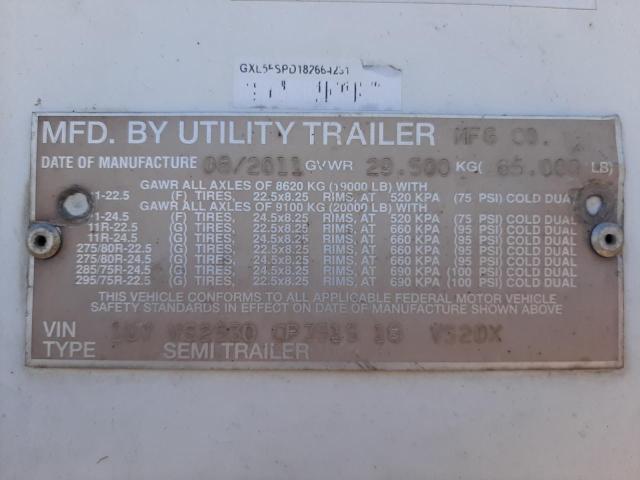 MFD. BY UTILITY TRAILER MFG CO.
DATE OF MANUFACTURE 08/2011 GVWR 29.500 KG( 65.000 LB)
GAWR ALL AXLES OF 8620 KG (19000 LB) WITH
11-22.5 (F) TIRES, 22.5x8.25 RIMS, AT 520 KPA (75 PSI) COLD DUAL
GAWR ALL AXLES OF 9100 KG (20000 LB) WITH
11-24.5 (F) TIRES, 24.5x8.25 RIMS, AT 520 KPA (75 PSI) COLD DUAL
11R-22.5 (G) TIRES, 22.5x8.25 RIMS, AT 660 KPA (95 PSI) COLD DUAL
11R-24.5 (G) TIRES, 24.5x8.25 RIMS, AT 660 KPA (95 PSI) COLD DUAL
275/80R-22.5 (G) TIRES, 22.5x8.25 RIMS, AT 660 KPA (95 PSI) COLD DUAL
275/80R-24.5 (G) TIRES, 24.5x8.25 RIMS, AT 660 KPA (95 PSI) COLD DUAL
285/75R-24.5 (G) TIRES, 24.5x8.25 RIMS, AT 690 KPA (100 PSI) COLD DUAL
295/75R-22.5 (G) TIRES, 22.5x8.25 RIMS, AT 690 KPA (100 PSI) COLD DUAL
THIS VEHICLE CONFORMS TO ALL APPLICABLE FEDERAL MOTOR VEHICLE
SAFETY STANDARDS IN EFFECT ON DATE OF MANUFACTURE SHOWN ABOVE
VIN VS2DX
TYPE SEMI TRAILER